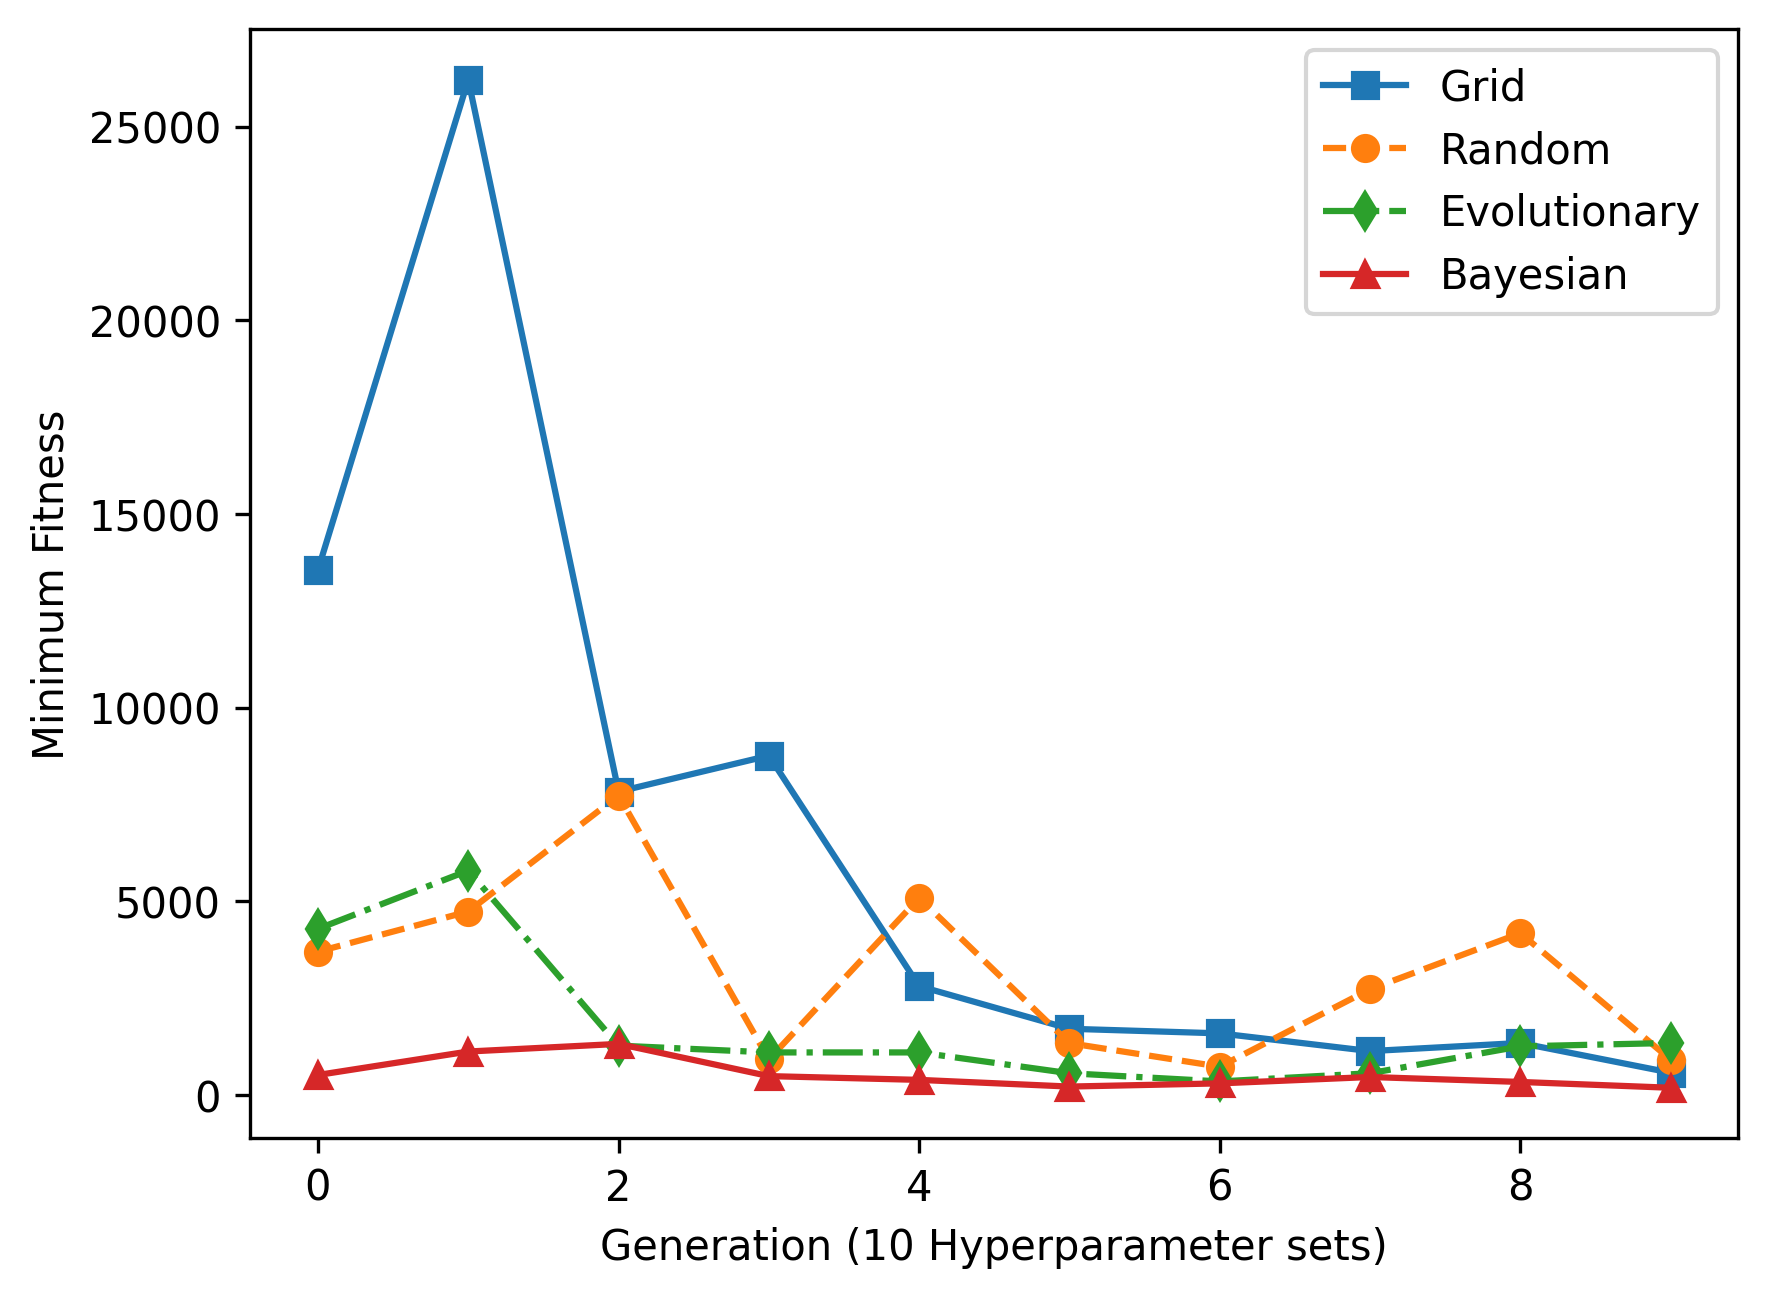 Grid
Random
Evolutionary
Bayesian
25000
20000
15000
10000
5000
0
Minimum Fitness
0 2 4 6 8
Generation (10 Hyperparameter sets)